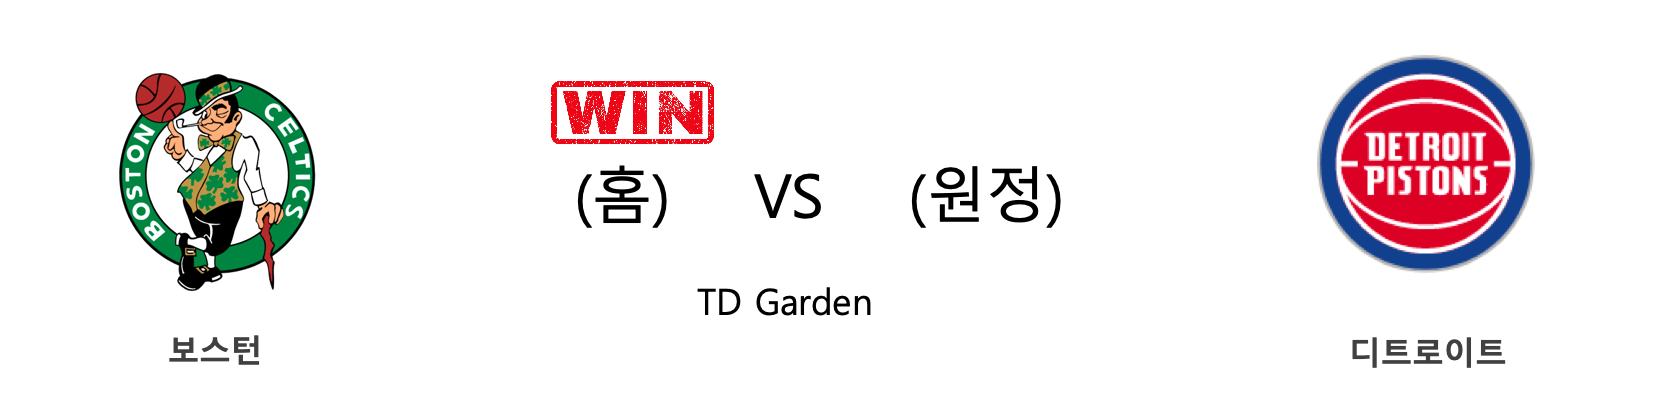 BOSTON CELTICS
WIN
(홈) VS (원정)
DETROIT
PISTONS
TD Garden
보스턴
디트로이트